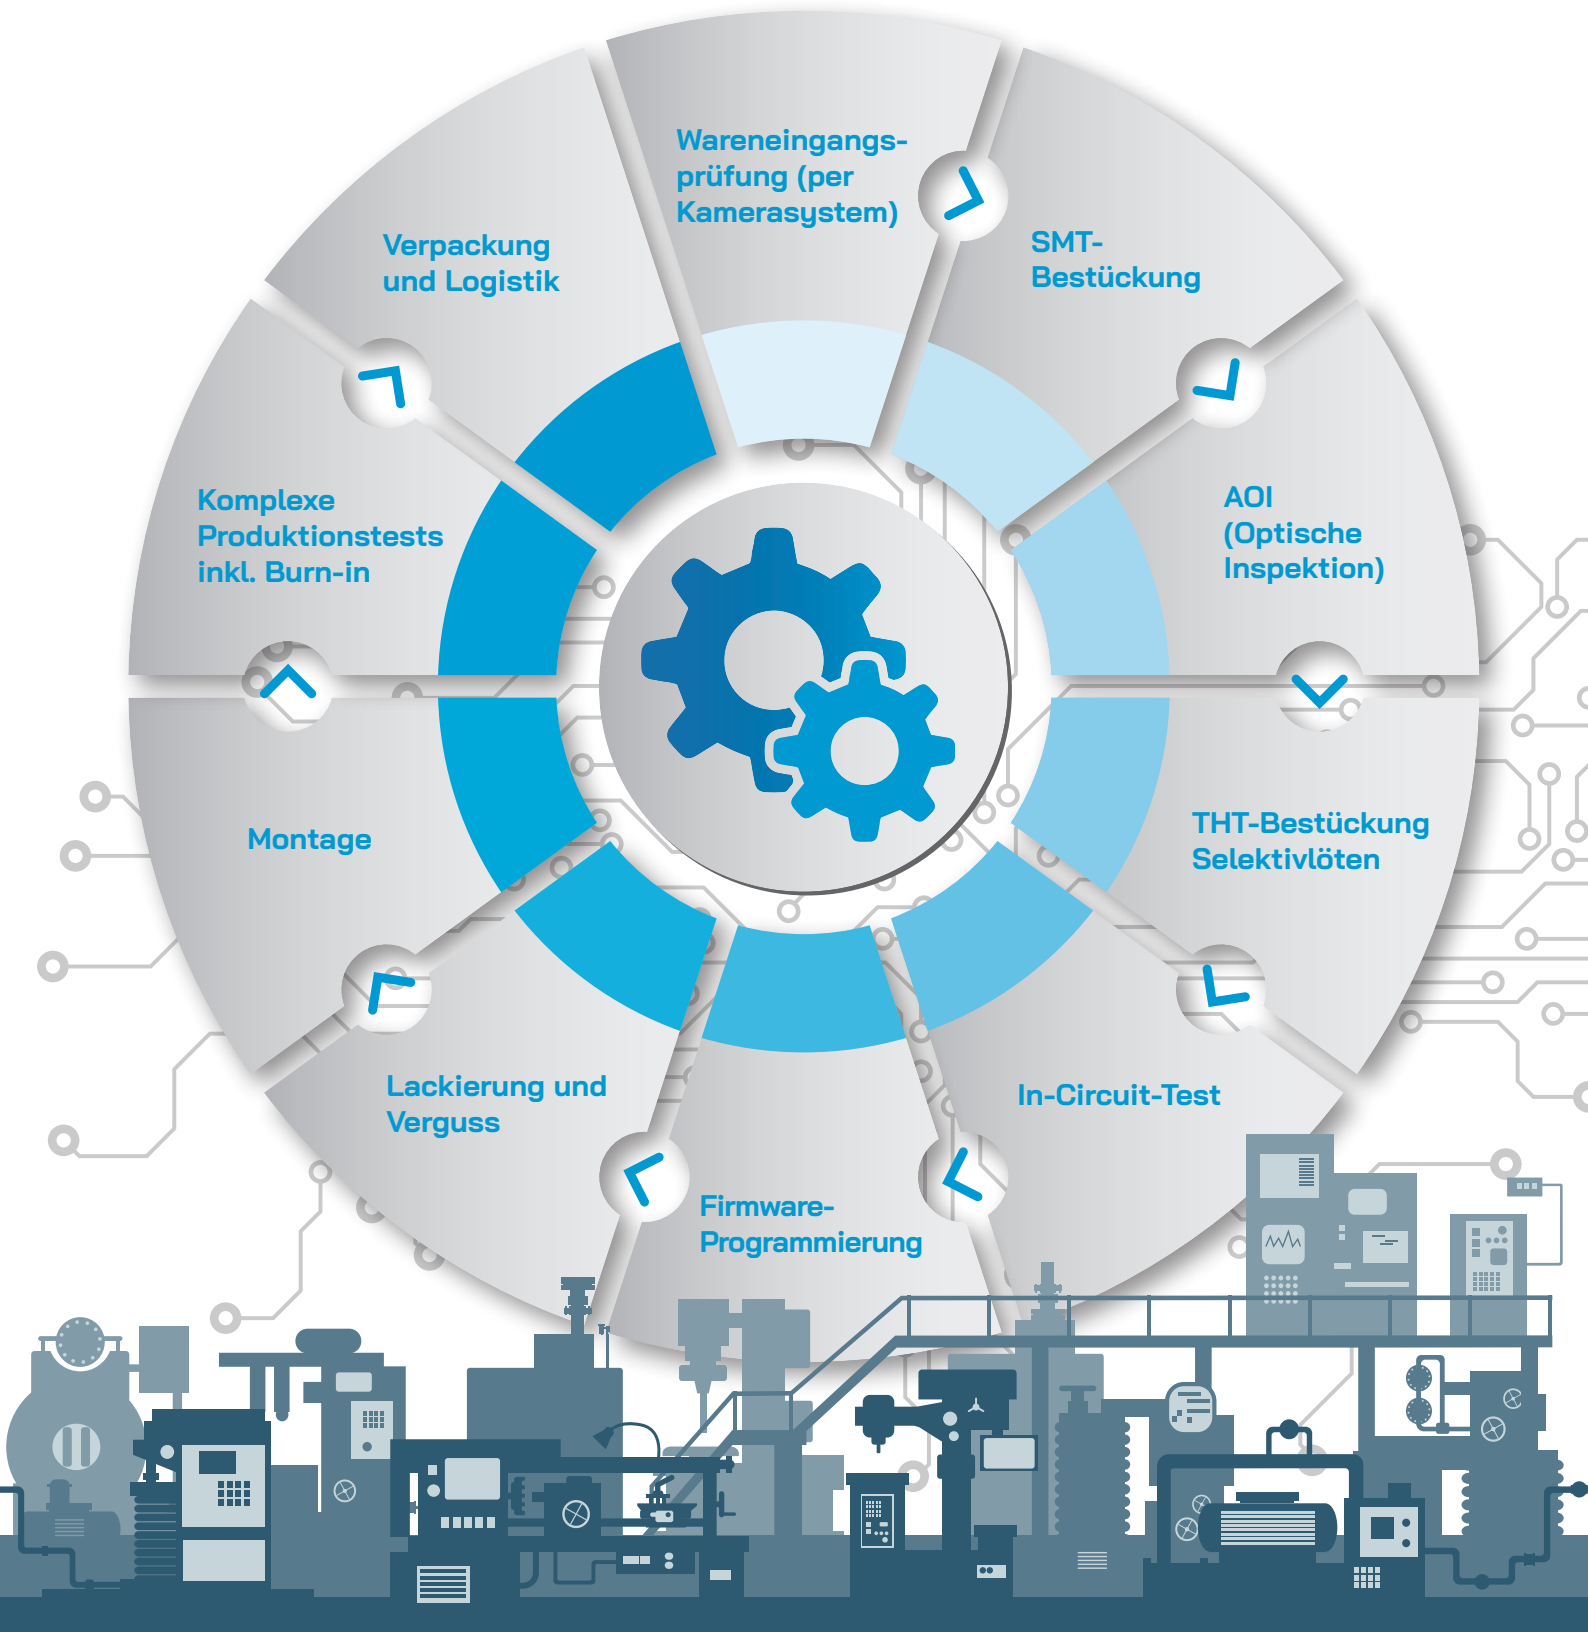 Wareneingangs-
prüfung (per
Kamerasystem)
SMT-
Bestückung
AOI
(Optische
Inspektion)
THT-Bestückung
Selektivlöten
In-Circuit-Test
Firmware-
Programmierung
Lackierung und
Verguss
Montage
Komplexe
Produktionstests
inkl. Burn-in
Verpackung
und Logistik